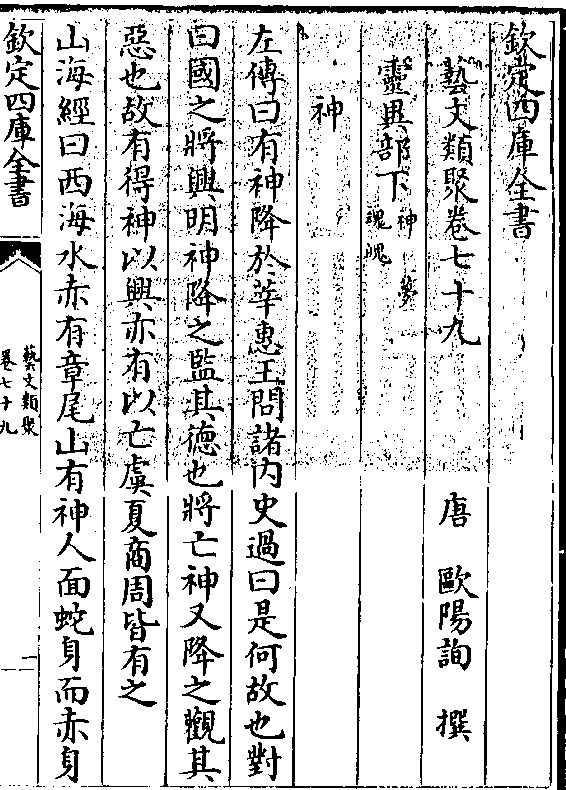 欽定四庫全書
藝文類聚卷七十九
唐 歐陽詢 撰
靈異部下 神 夢 魂魄
神
左傳曰有神降於莘惠王問諸内史過曰是何故也對
曰國之將興明神降之監其德也將亡神又降之觀其
惡也故有得神以興亦有以亡虞夏商周皆有之
山海經曰西海水亦有章尾山有神人面蛇身而赤身
欽定四庫全書
藝文類聚
卷七十九
一